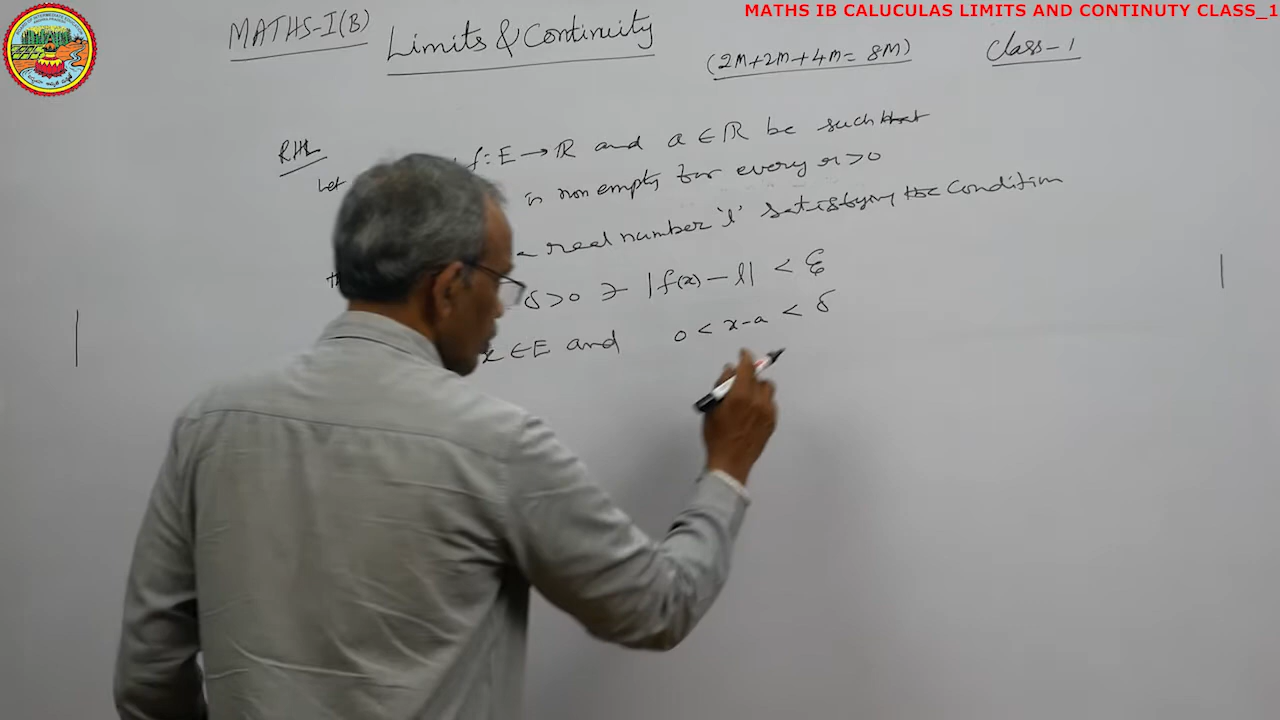 MATHS IB CALUCULAS LIMITS AND CONTINUTY CLASS_1
MATHS-I(B) Limits & Continuity
(2M+2M+4M= 8M) Class-1
RHL
Let f: E → ℝ and a ∈ ℝ be such that
is non empty for every r>0
a real number 'l' satisfying the Condition
δ>0 ∋ |f(x) - l| < ε
x ∈ E and 0 < x-a < δ